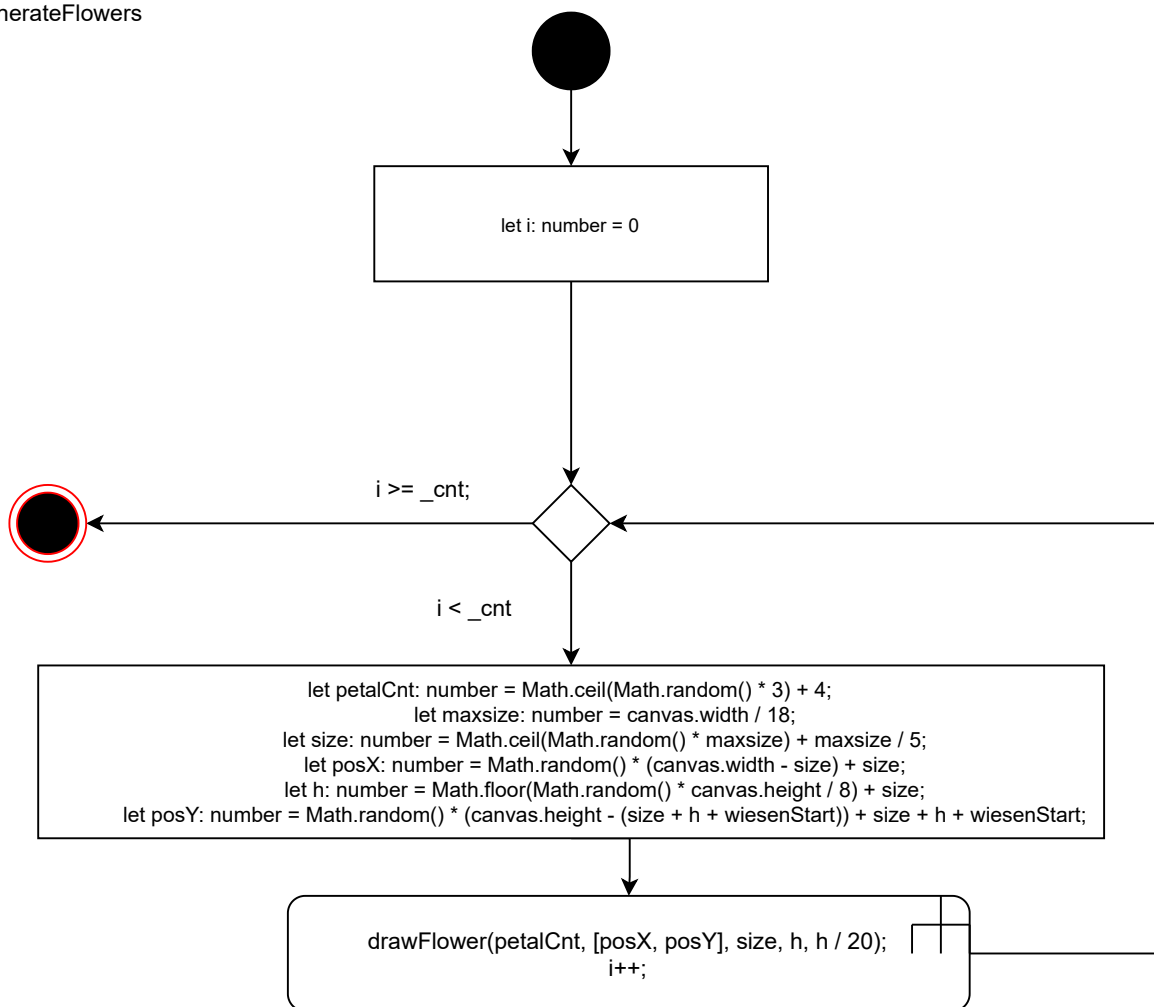 nerateFlowers
let i: number = 0
i >= _cnt;
i < _cnt
let petalCnt: number = Math.ceil(Math.random() * 3) + 4;
let maxsize: number = canvas.width / 18;
let size: number = Math.ceil(Math.random() * maxsize) + maxsize / 5;
let posX: number = Math.random() * (canvas.width - size) + size;
let h: number = Math.floor(Math.random() * canvas.height / 8) + size;
let posY: number = Math.random() * (canvas.height - (size + h + wiesenStart)) + size + h + wiesenStart;
drawFlower(petalCnt, [posX, posY], size, h, h / 20);
i++;